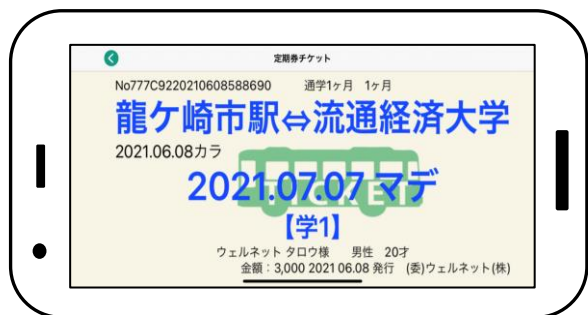 定期券チケット
No777C9220210608588690 通学1ヶ月 1ヶ月
龍ケ崎市駅⇔流通経済大学
2021.06.08カラ
TICKET
2021.07.07 マデ
【学1】
ウェルネット タロウ様 男性 20才
金額：3,000 2021 06.08 発行 (委)ウェルネット(株)